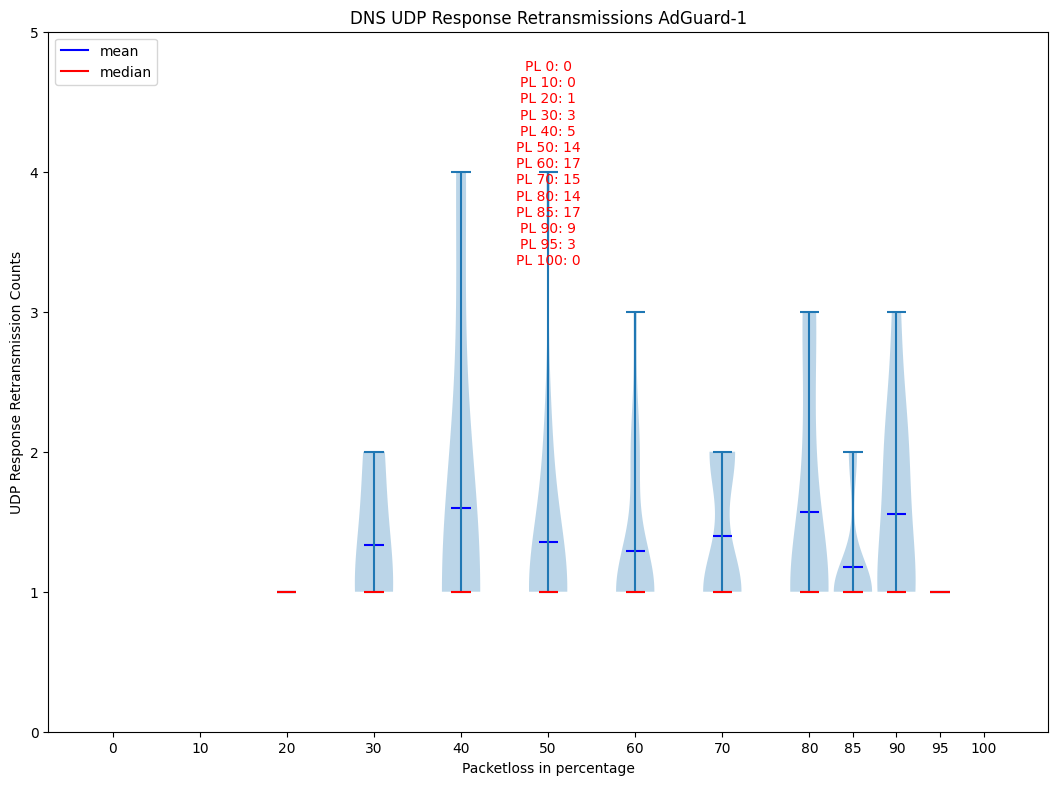 DNS UDP Response Retransmissions AdGuard-1
mean
median
PL 0: 0
PL 10: 0
PL 20: 1
PL 30: 3
PL 40: 5
PL 50: 14
PL 60: 17
PL 70: 15
PL 80: 14
PL 85: 17
PL 90: 9
PL 95: 3
PL 100: 0
UDP Response Retransmission Counts
5
4
3
2
1
0
0 10 20 30 40 50 60 70 80 85 90 95 100
Packetloss in percentage